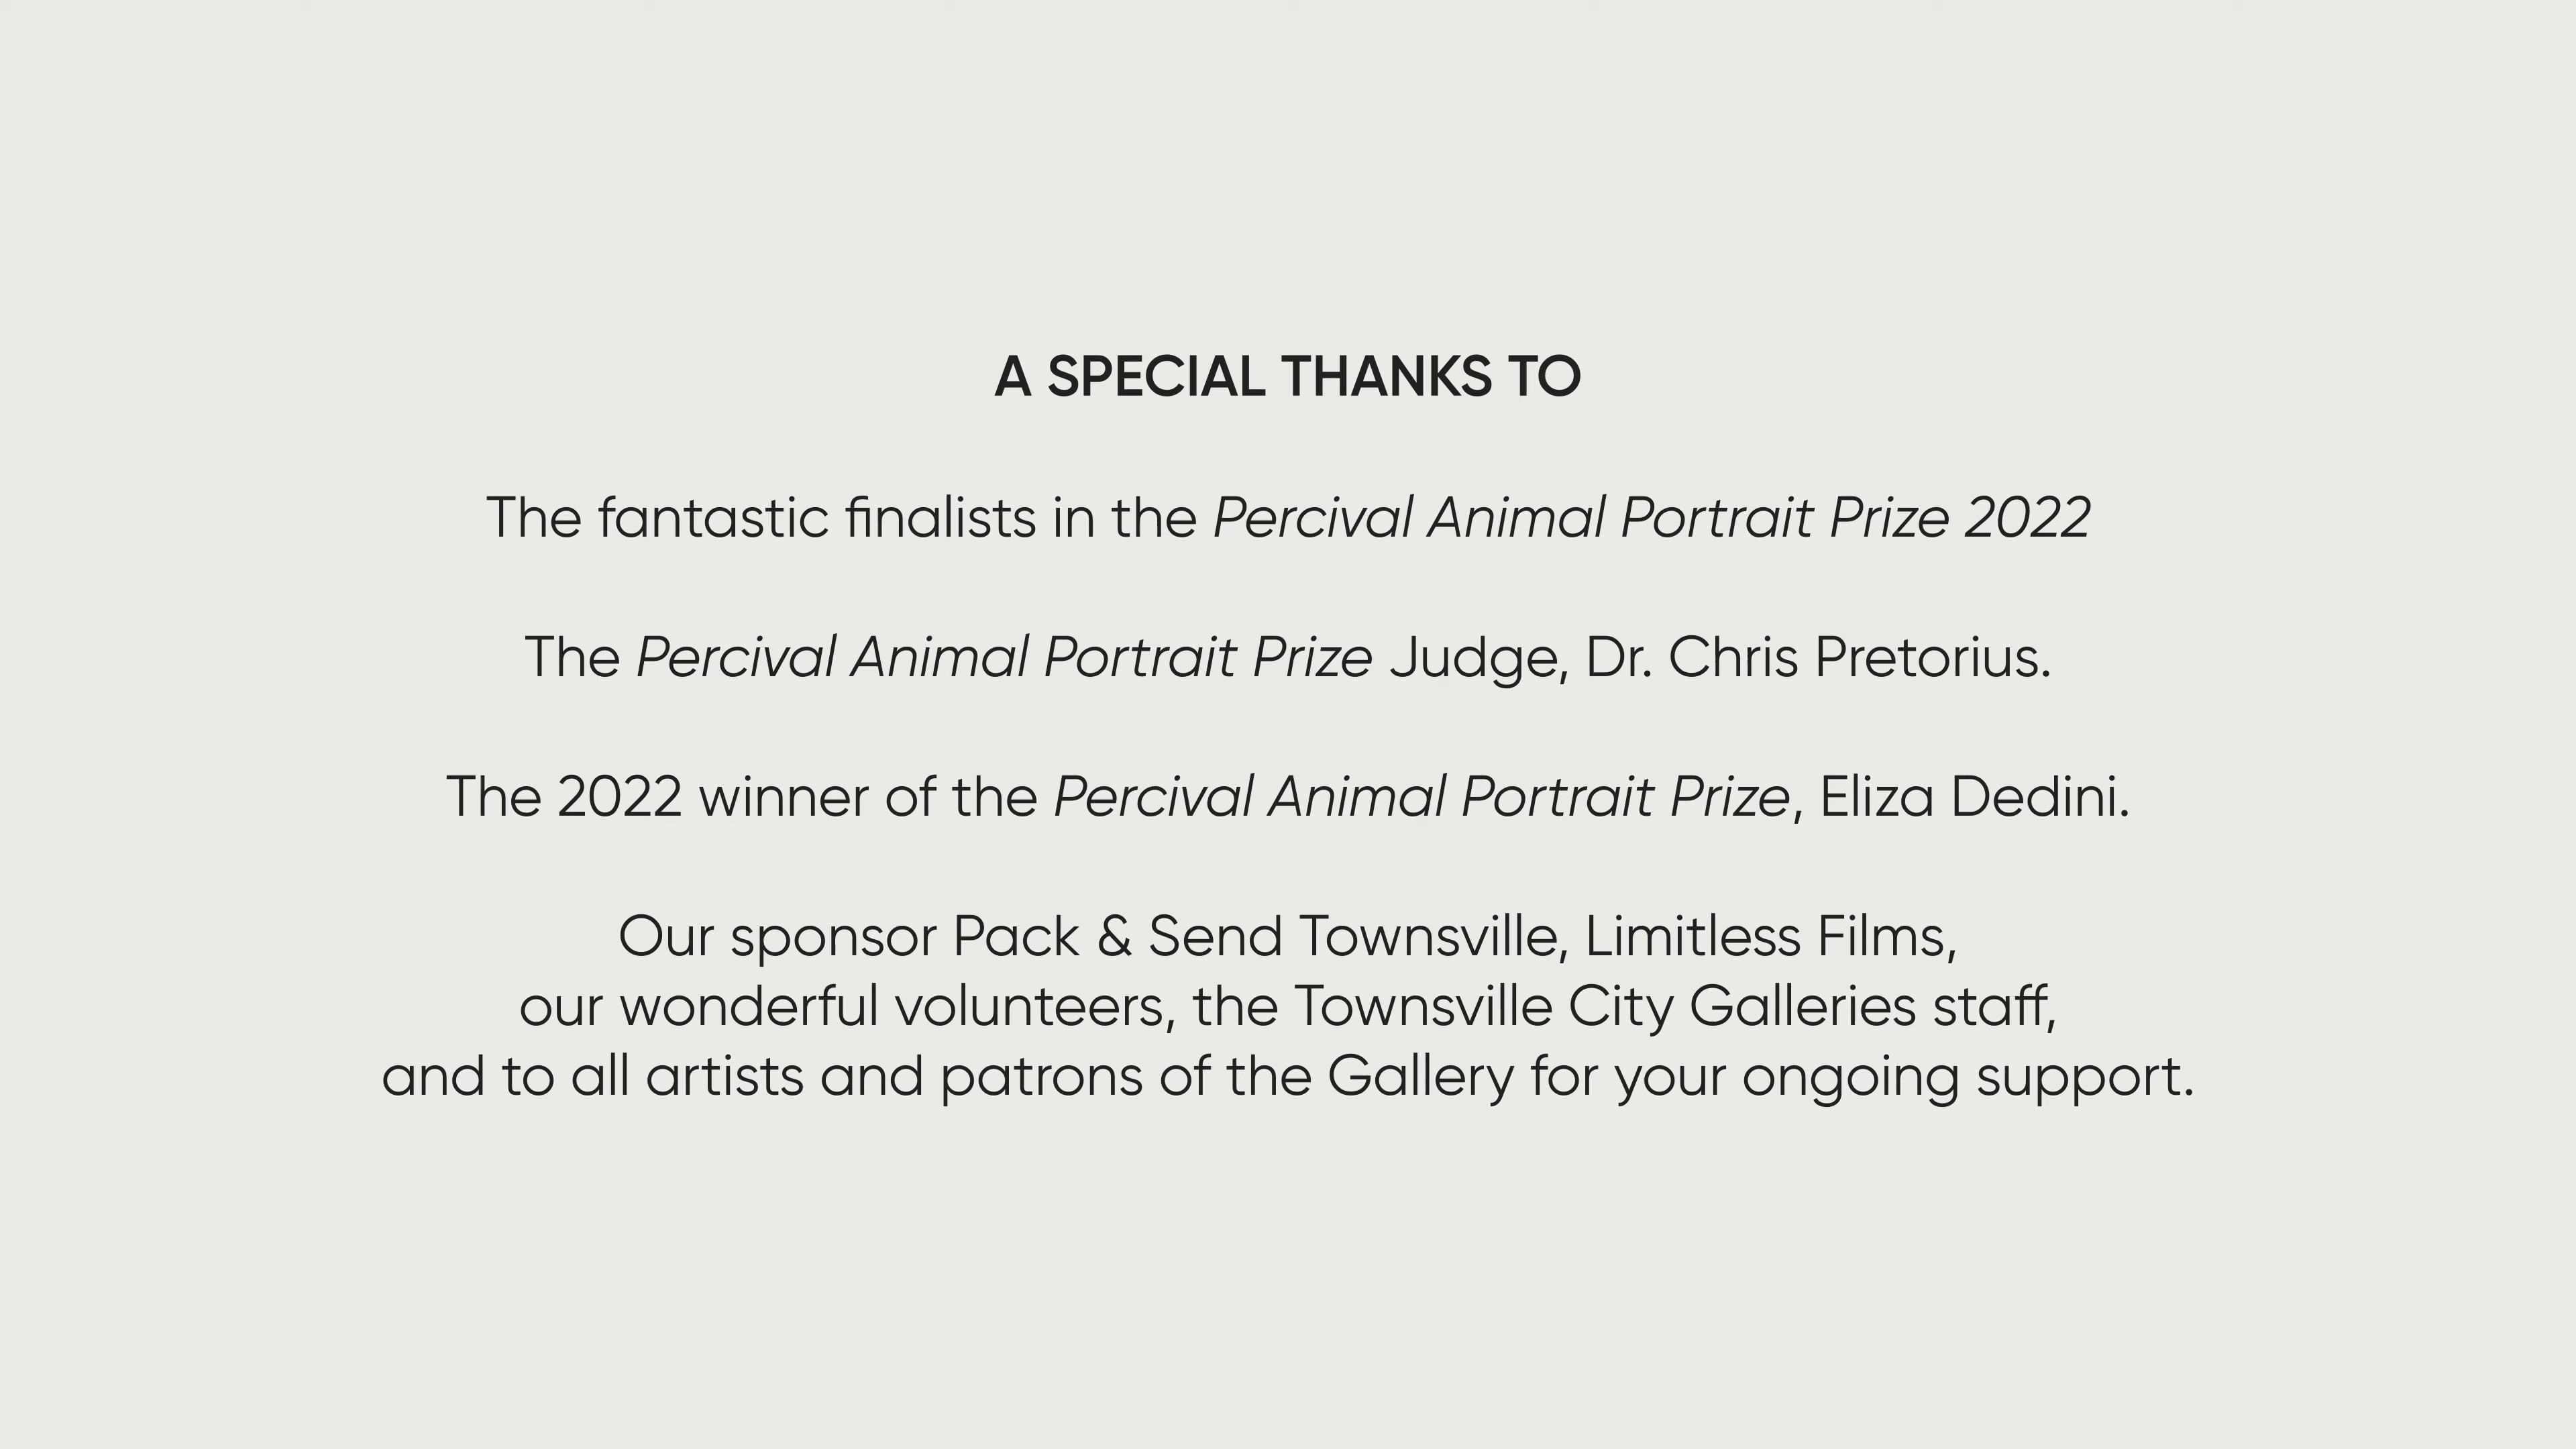 A SPECIAL THANKS TO
The fantastic finalists in the Percival Animal Portrait Prize 2022
The Percival Animal Portrait Prize Judge, Dr. Chris Pretorius.
The 2022 winner of the Percival Animal Portrait Prize, Eliza Dedini.
Our sponsor Pack & Send Townsville, Limitless Films,
our wonderful volunteers, the Townsville City Galleries staff,
and to all artists and patrons of the Gallery for your ongoing support.